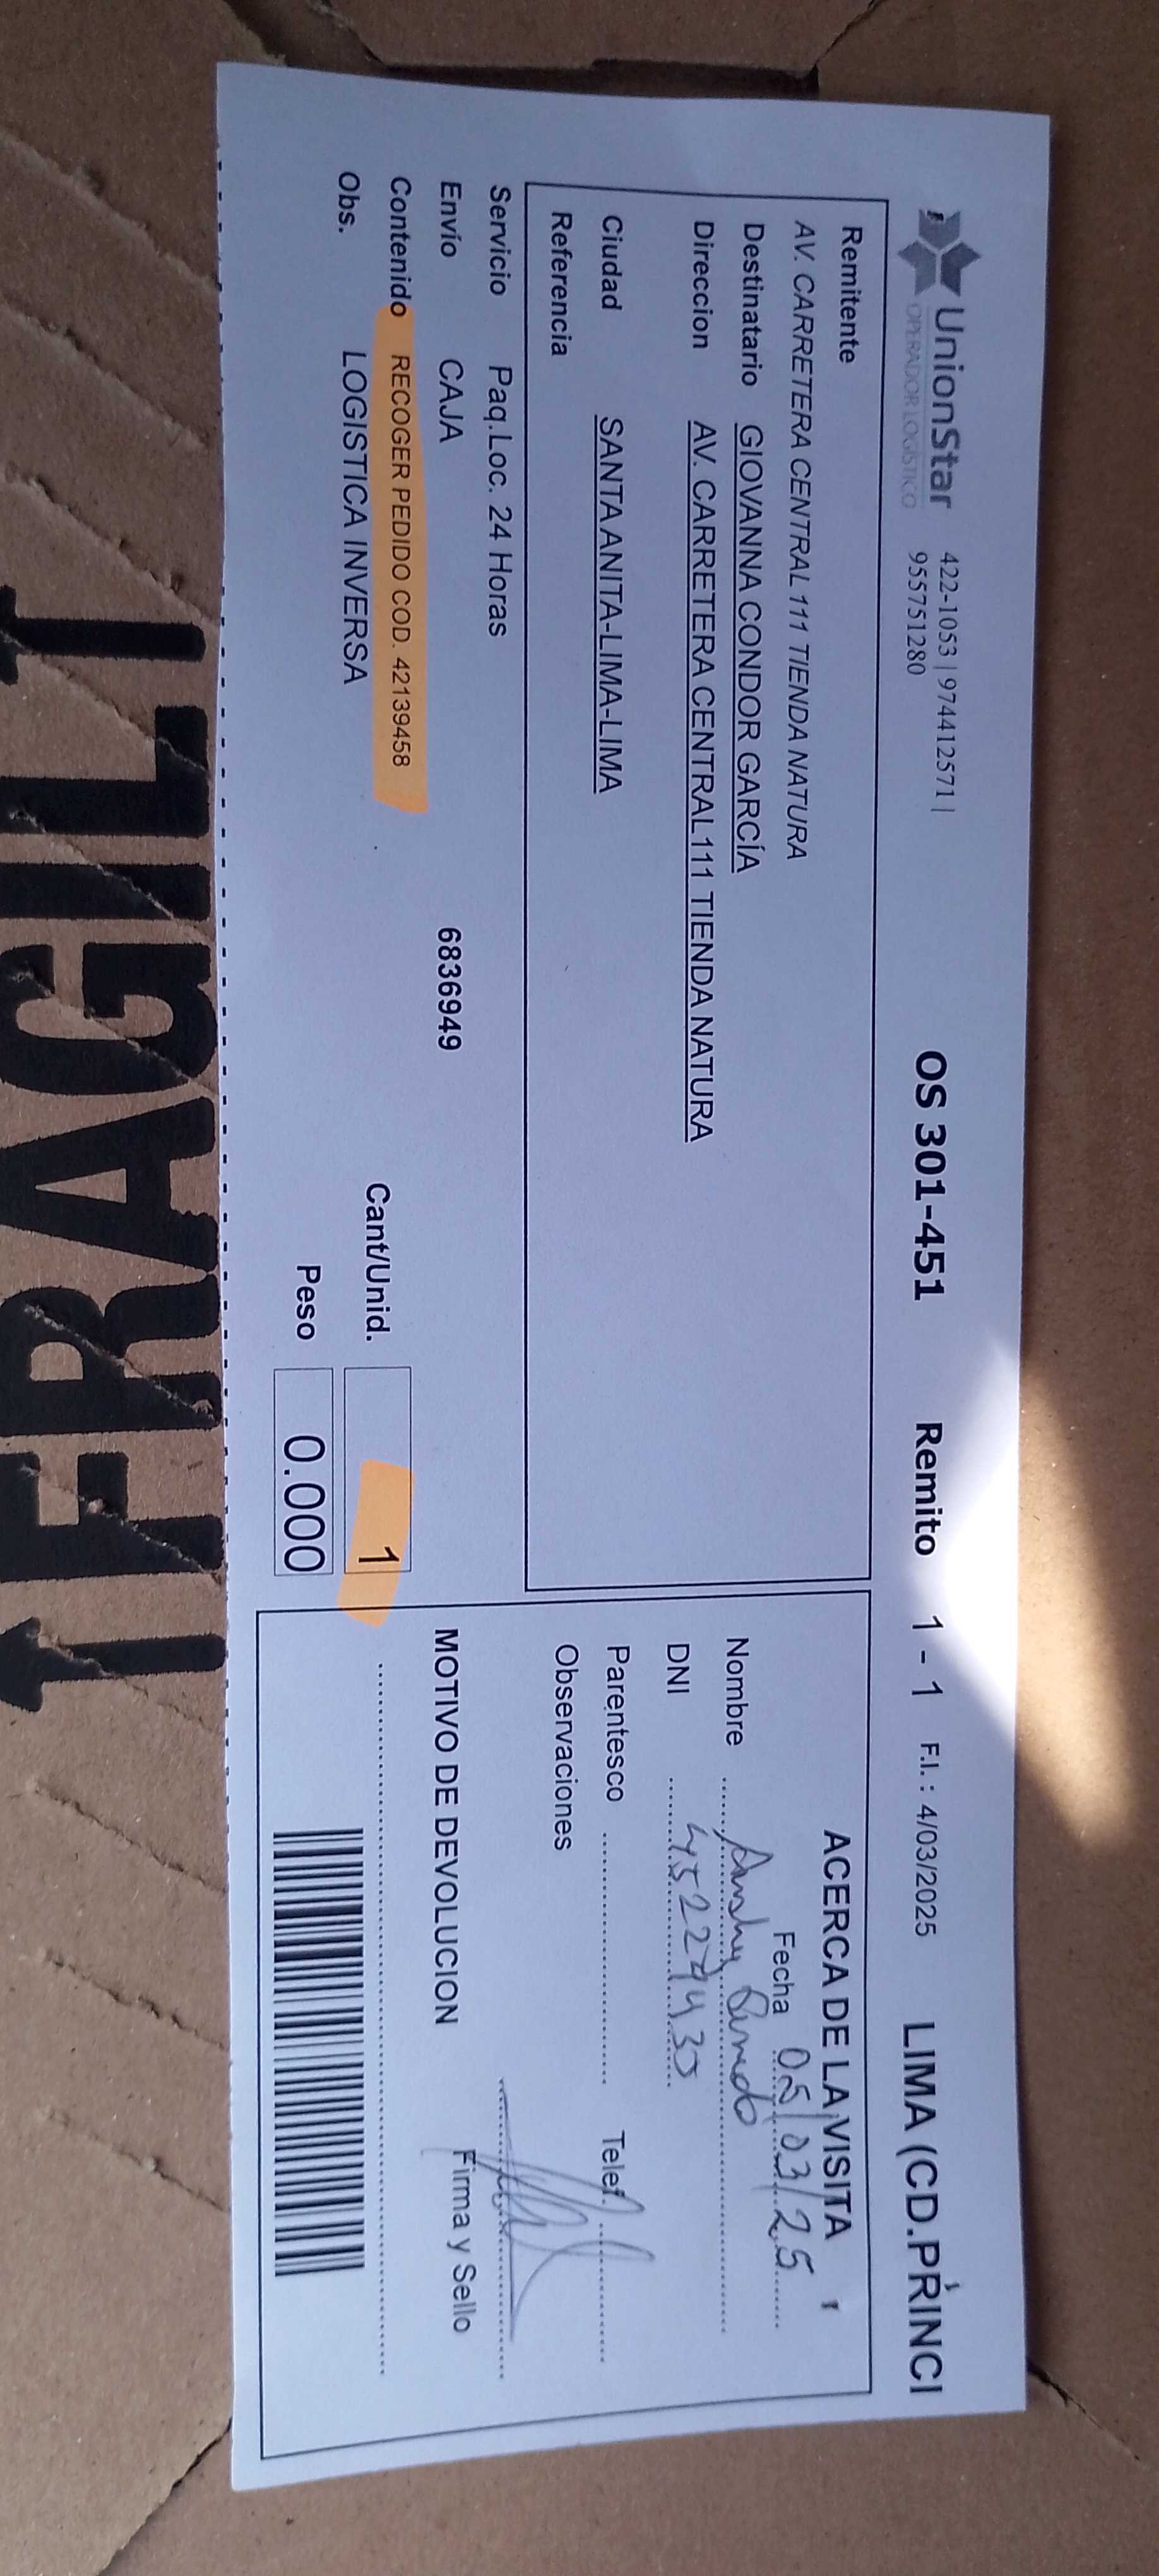 UnionStar
OPERADOR LOGÍSTICO
422-1053 | 974412571 |
955751280
OS 301-451
Remito 1 - 1
F.I. : 4/03/2025
LIMA (CD.PRINCI
Remitente
AV. CARRETERA CENTRAL 111 TIENDA NATURA
Destinatario GIOVANNA CONDOR GARCÍA
Direccion AV. CARRETERA CENTRAL 111 TIENDA NATURA
Ciudad SANTA ANITA-LIMA-LIMA
Referencia
Servicio Paq.Loc. 24 Horas
Envío CAJA 6836949
Contenido RECOGER PEDIDO COD. 42139458
Obs. LOGISTICA INVERSA
Cant/Unid. 1
Peso 0.000
ACERCA DE LA VISITA
Fecha 05/03/25
Nombre
DNI
Parentesco Telef.
Observaciones
Firma y Sello
MOTIVO DE DEVOLUCION
FRAGILE